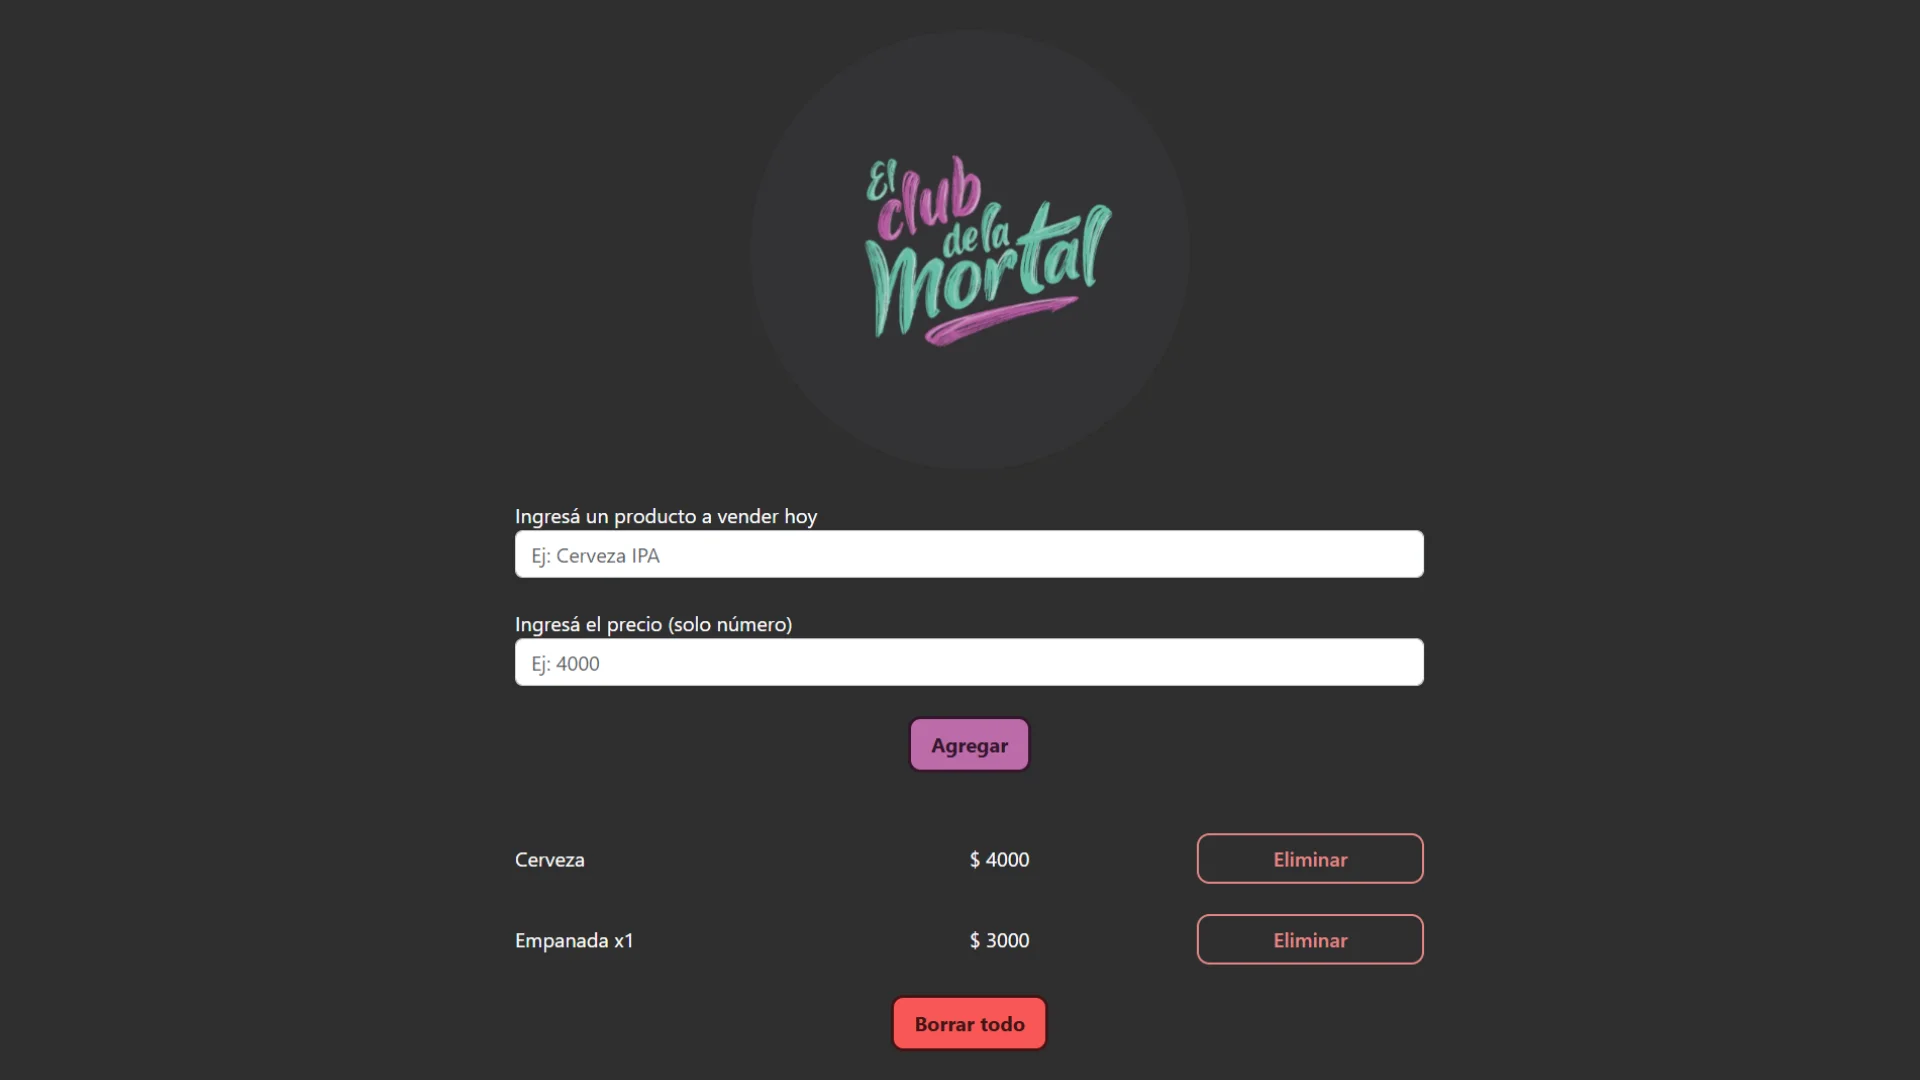 El
club
de la
mortal
Ingresá un producto a vender hoy
Ej: Cerveza IPA
Ingresá el precio (solo número)
Ej: 4000
Agregar
Cerveza $ 4000 Eliminar
Empanada x1 $ 3000 Eliminar
Borrar todo